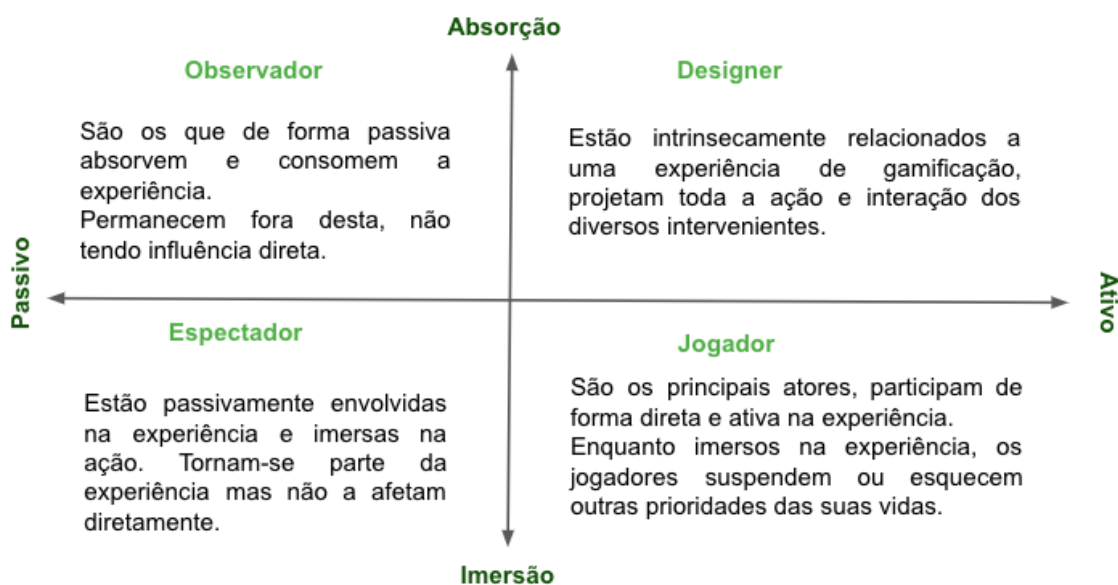 Absorção
Observador
São os que de forma passiva
absorvem e consomem a
experiência.
Permanecem fora desta, não
tendo influência direta.
Designer
Estão intrinsecamente relacionados a
uma experiência de gamificação,
projetam toda a ação e interação dos
diversos intervenientes.
Passivo
Ativo
Espectador
Estão passivamente envolvidas
na experiência e imersas na
ação. Tornam-se parte da
experiência mas não a afetam
diretamente.
Jogador
São os principais atores, participam de
forma direta e ativa na experiência.
Enquanto imersos na experiência, os
jogadores suspendem ou esquecem
outras prioridades das suas vidas.
Imersão